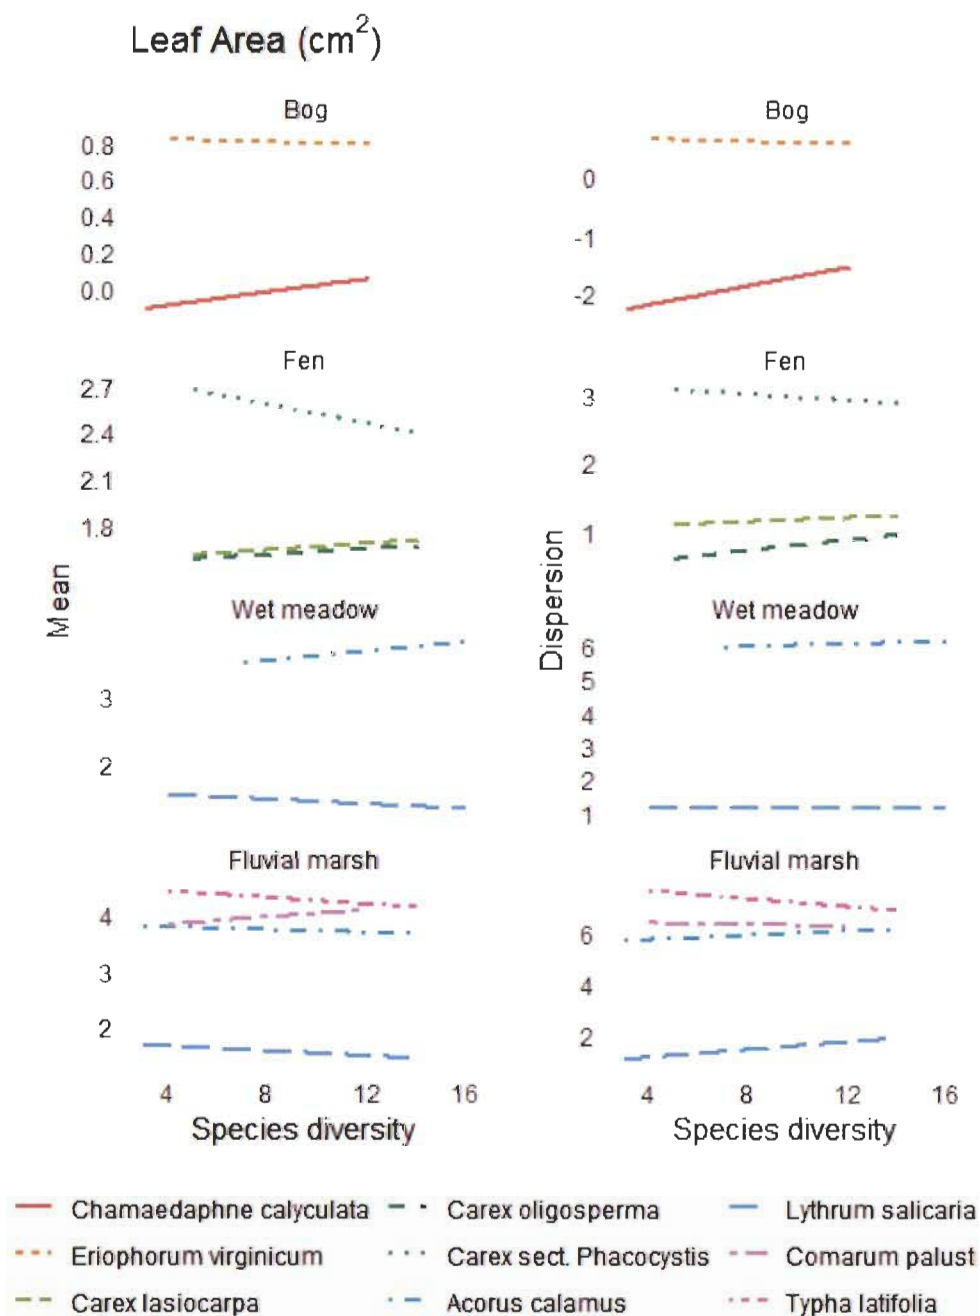 Leaf Area (cm²)
Bog
0.8
0.6
0.4
0.2
0.0
Bog
0
-1
-2
Fen
2.7
2.4
2.1
1.8
Fen
3
2
1
Mean
Dispersion
Wet meadow
3
2
Wet meadow
6
5
4
3
2
1
Fluvial marsh
4
3
2
Fluvial marsh
6
4
2
4 8 12 16
Species diversity
4 8 12 16
Species diversity
Chamaedaphne calyculata
Carex oligosperma
Lythrum salicaria
Eriophorum virginicum
Carex sect. Phacocystis
Comarum palust
Carex lasiocarpa
Acorus calamus
Typha latifolia